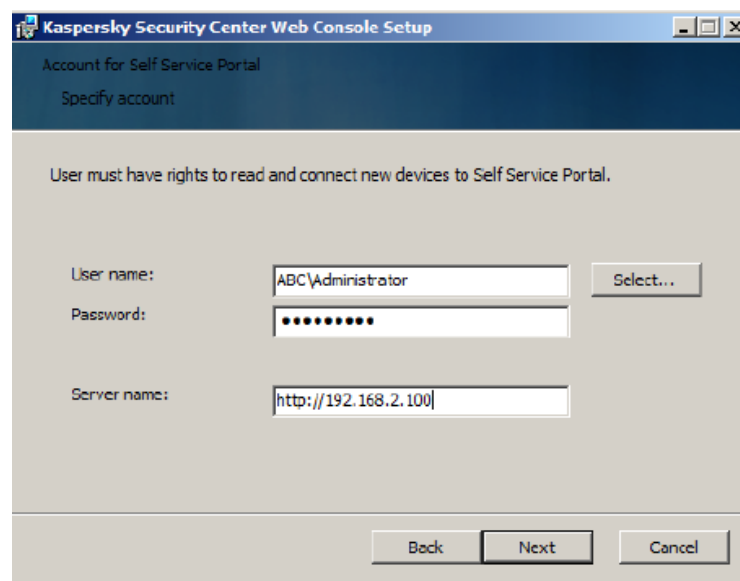 Kaspersky Security Center Web Console Setup
Account for Self Service Portal
Specify account
User must have rights to read and connect new devices to Self Service Portal.
User name:
ABC\Administrator
Select...
Password:
•••••••••
Server name:
http://192.168.2.100
Back
Next
Cancel